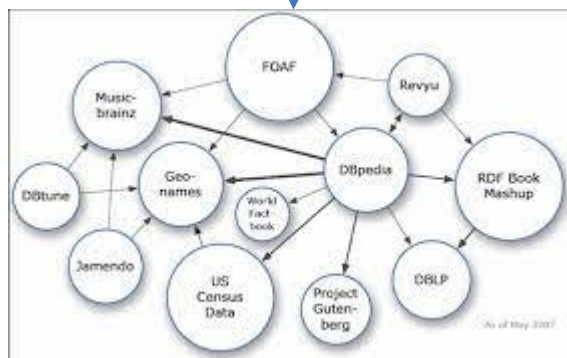 FOAF
Music-
brainz
Revyu
DBpedia
RDF Book
Mashup
Geo-
names
DBtune
World
Fact-
book
Jamendo
US
Census
Data
Project
Guten-
berg
DBLP
As of May 2007